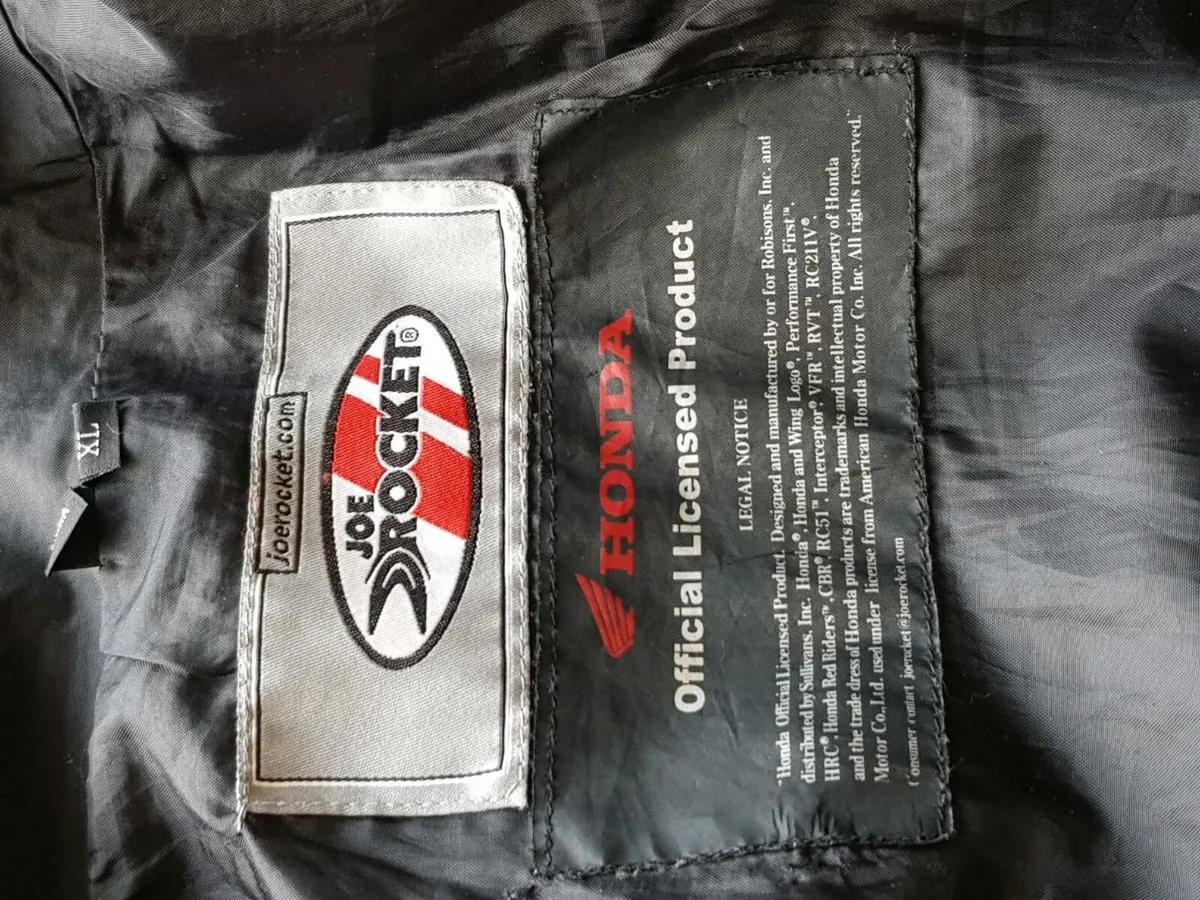 XL
joerocket.com
JOE
ROCKET®
HONDA
Official Licensed Product
LEGAL NOTICE
"Honda Official Licensed Product. Designed and manufactured by or for Robisons, Inc. and
distributed by Sullivans, Inc. Honda®, Honda and Wing Logo®, Performance First™,
HRC®, Honda Red Riders™, CBR® RC51™, Interceptor®, VFR™, RVT™, RC211V®,
and the trade dress of Honda products are trademarks and intellectual property of Honda
Motor Co., Ltd. used under license from American Honda Motor Co. Inc. All rights reserved."
Consumer contact joerocket@joerocket.com